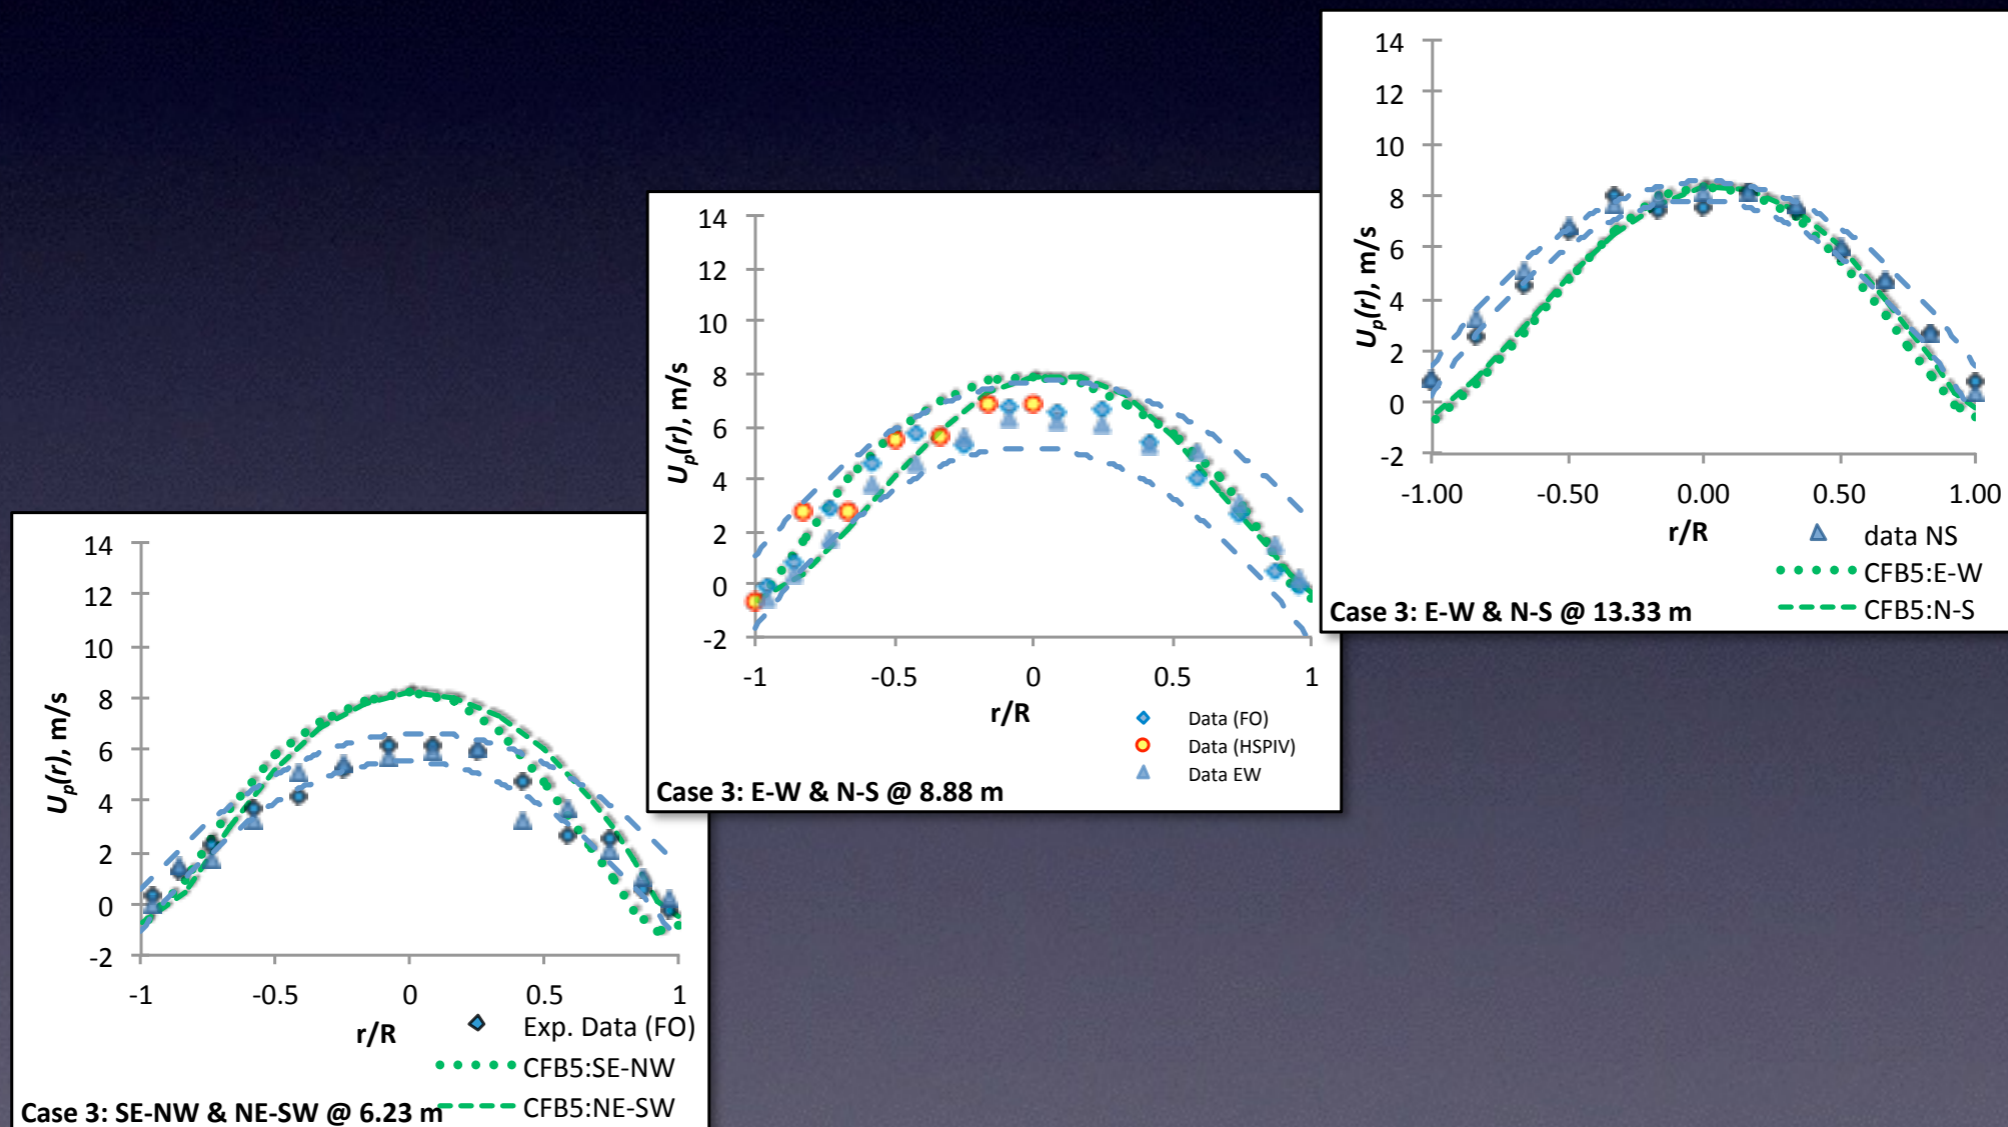 14
12
10
8
6
4
2
0
-2
Up(r), m/s
-1 -0.5 0 0.5 1
r/R
Exp. Data (FO)
CFB5:SE-NW
CFB5:NE-SW
Case 3: SE-NW & NE-SW @ 6.23 m
14
12
10
8
6
4
2
0
-2
Up(r), m/s
-1 -0.5 0 0.5 1
r/R
Data (FO)
Data (HSPIV)
Data EW
Case 3: E-W & N-S @ 8.88 m
14
12
10
8
6
4
2
0
-2
Up(r), m/s
-1.00 -0.50 0.00 0.50 1.00
r/R
data NS
CFB5:E-W
CFB5:N-S
Case 3: E-W & N-S @ 13.33 m